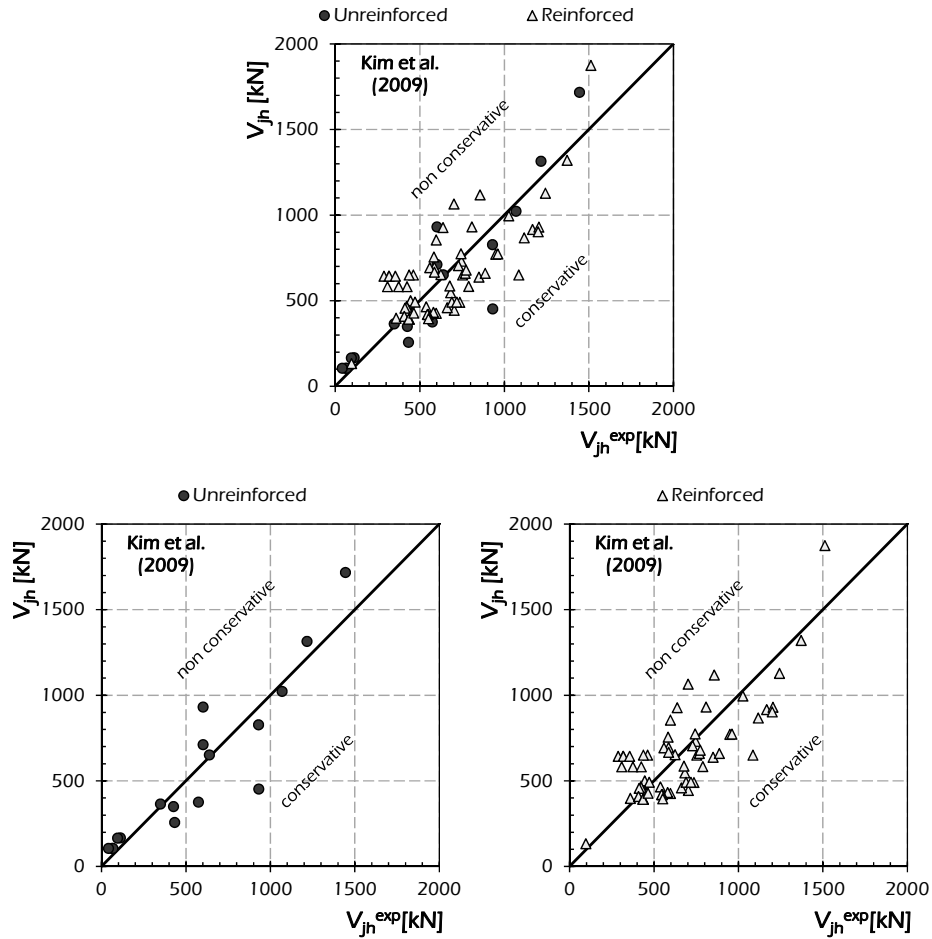 Unreinforced Reinforced
2000
Kim et al.
(2009)
V_jh [kN]
1500
non conservative
1000
500
conservative
0
0 500 1000 1500 2000
V_jh^exp[kN]
Unreinforced
2000
Kim et al.
(2009)
V_jh [kN]
1500
non conservative
1000
conservative
500
0
0 500 1000 1500 2000
V_jh^exp[kN]
Reinforced
2000
Kim et al.
(2009)
V_jh [kN]
1500
non conservative
1000
conservative
500
0
0 500 1000 1500 2000
V_jh^exp[kN]